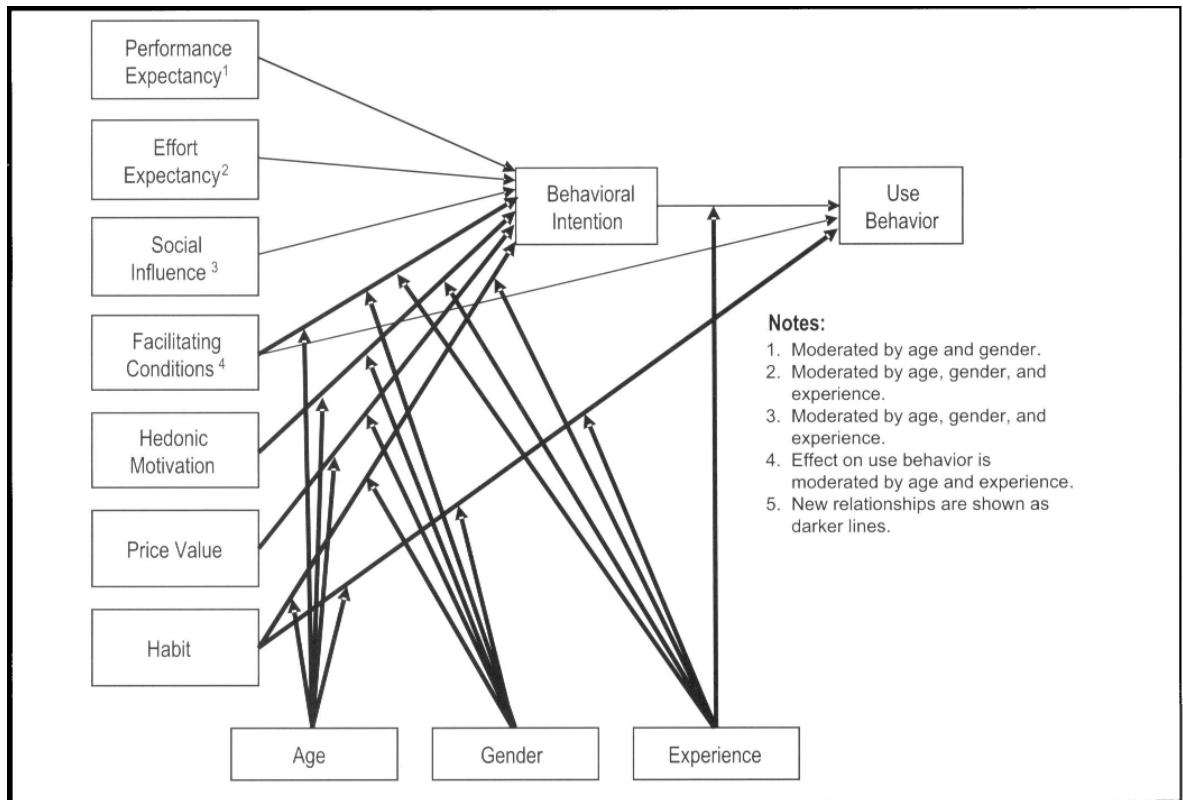 Performance
Expectancy1
Effort
Expectancy2
Social
Influence 3
Facilitating
Conditions 4
Hedonic
Motivation
Price Value
Habit
Behavioral
Intention
Use
Behavior
Notes:
1. Moderated by age and gender.
2. Moderated by age, gender, and
experience.
3. Moderated by age, gender, and
experience.
4. Effect on use behavior is
moderated by age and experience.
5. New relationships are shown as
darker lines.
Age
Gender
Experience